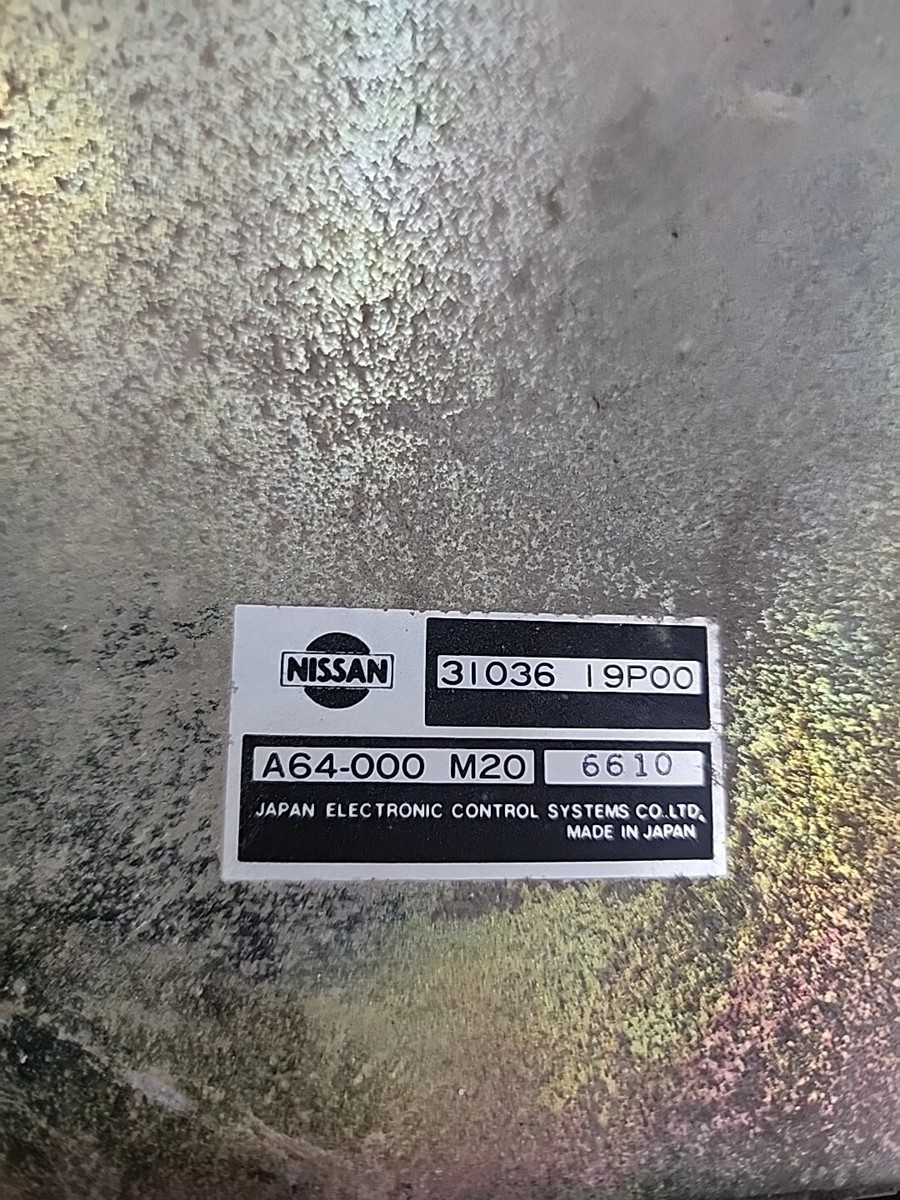 NISSAN
31036 19P00
A64-000 M20 6610
JAPAN ELECTRONIC CONTROL SYSTEMS CO.,LTD.
MADE IN JAPAN